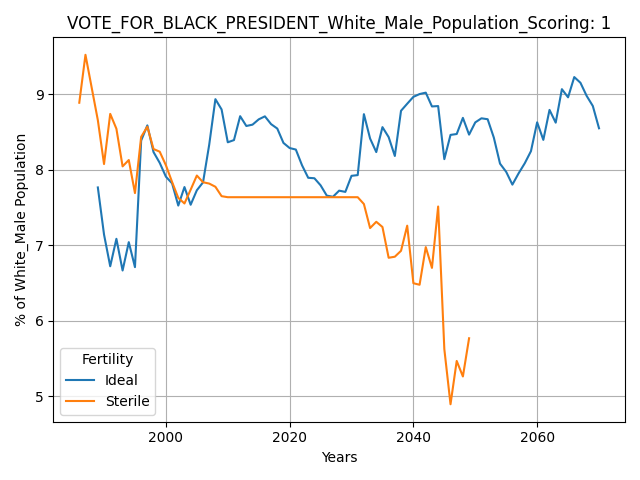 VOTE_FOR_BLACK_PRESIDENT_White_Male_Population_Scoring: 1
% of White_Male Population
9
8
7
6
5
Fertility
Ideal
Sterile
2000
2020
2040
2060
Years